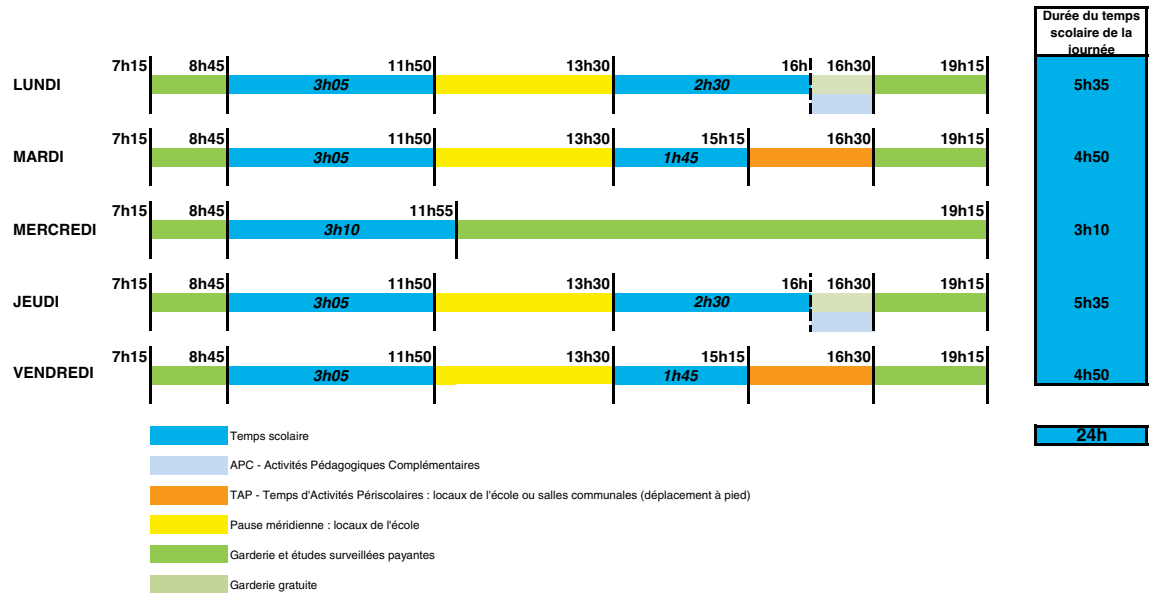 Durée du temps
scolaire de la
journée
7h15 8h45 11h50 13h30 16h 16h30 19h15
LUNDI 3h05 2h30 5h35
7h15 8h45 11h50 13h30 15h15 16h30 19h15
MARDI 3h05 1h45 4h50
7h15 8h45 11h55 19h15
MERCREDI 3h10 3h10
7h15 8h45 11h50 13h30 16h 16h30 19h15
JEUDI 3h05 2h30 5h35
7h15 8h45 11h50 13h30 15h15 16h30 19h15
VENDREDI 3h05 1h45 4h50
Temps scolaire 24h
APC - Activités Pédagogiques Complémentaires
TAP - Temps d'Activités Périscolaires : locaux de l'école ou salles communales (déplacement à pied)
Pause méridienne : locaux de l'école
Garderie et études surveillées payantes
Garderie gratuite